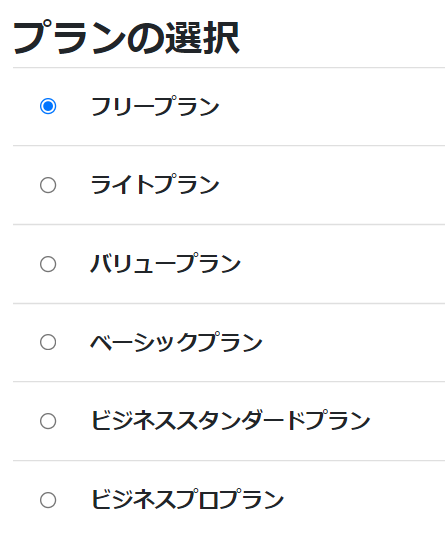 プランの選択
フリープラン
ライトプラン
バリュープラン
ベーシックプラン
ビジネススタンダードプラン
ビジネスプロプラン